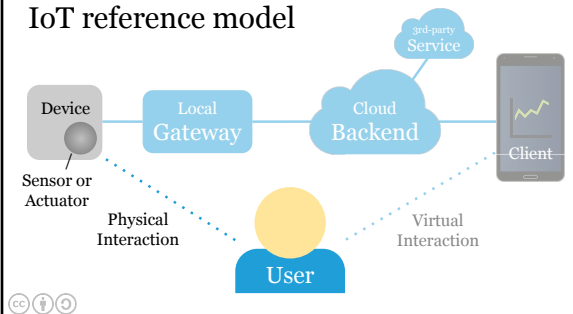 IoT reference model
3rd-party
Service
Device
Local
Gateway
Cloud
Backend
Client
Sensor or
Actuator
Physical
Interaction
Virtual
Interaction
User
cc